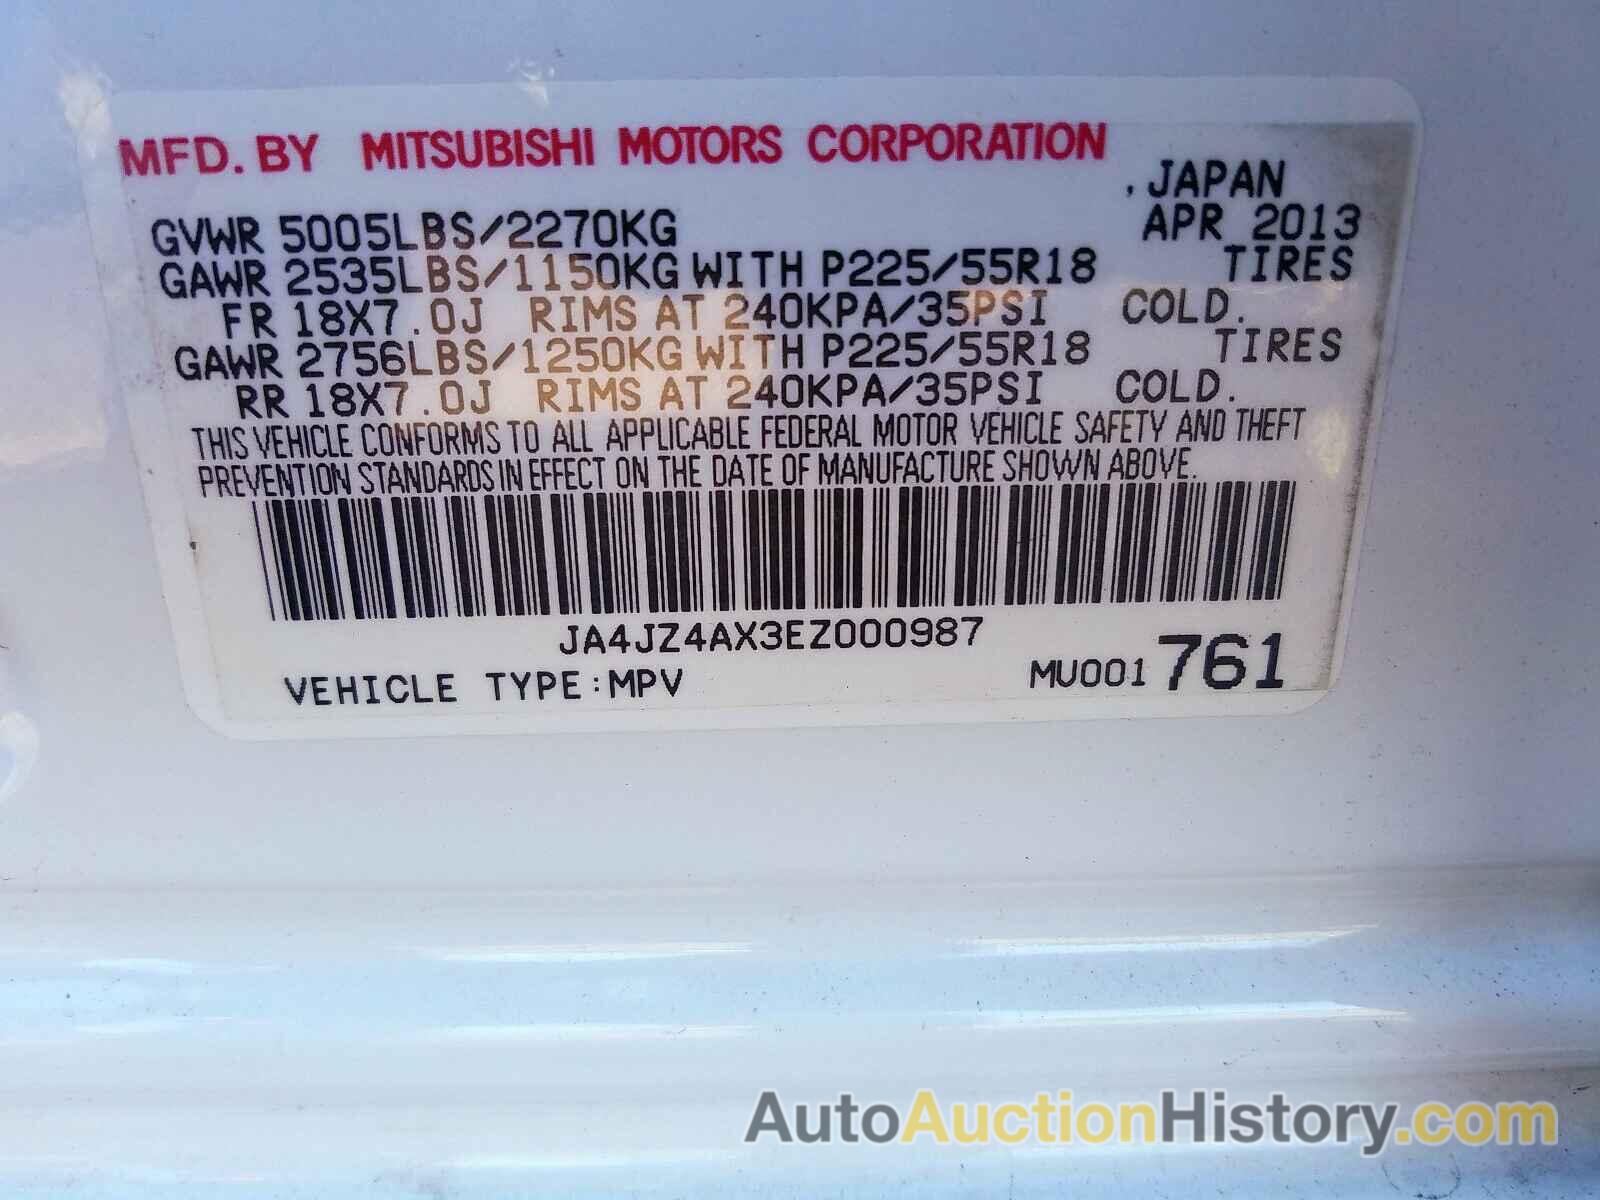 MFD. BY MITSUBISHI MOTORS CORPORATION
, JAPAN
GVWR 5005LBS/2270KG APR 2013
GAWR 2535LBS/1150KG WITH P225/55R18 TIRES
FR 18X7.0J RIMS AT 240KPA/35PSI COLD.
GAWR 2756LBS/1250KG WITH P225/55R18 TIRES
RR 18X7.0J RIMS AT 240KPA/35PSI COLD.
THIS VEHICLE CONFORMS TO ALL APPLICABLE FEDERAL MOTOR VEHICLE SAFETY AND THEFT
PREVENTION STANDARDS IN EFFECT ON THE DATE OF MANUFACTURE SHOWN ABOVE.
JA4JZ4AX3EZ000987
VEHICLE TYPE:MPV MU001 761
AutoAuctionHistory.com